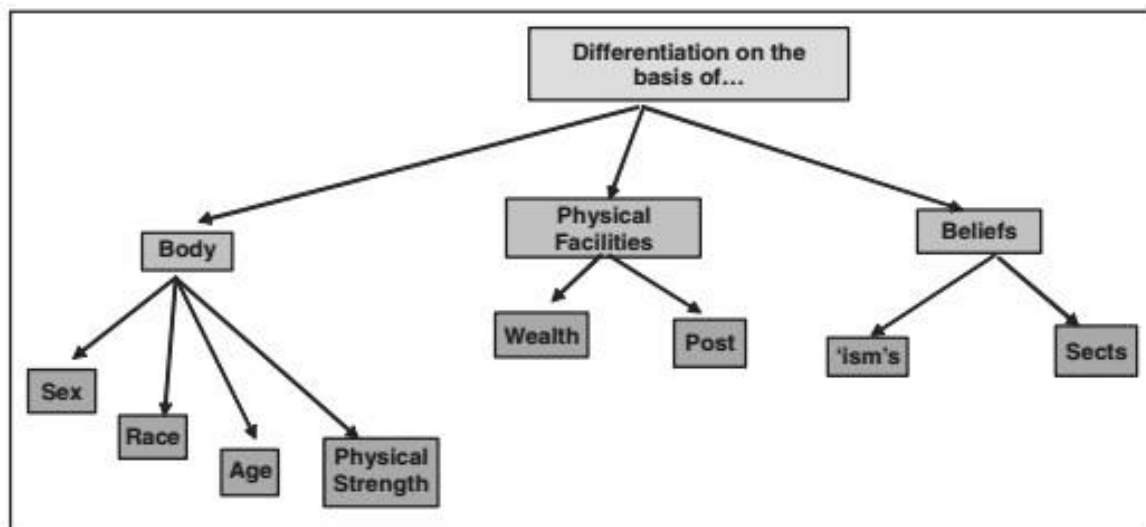 Differentiation on the
basis of...
Body
Physical
Facilities
Beliefs
Sex
Race
Age
Physical
Strength
Wealth
Post
‘ism’s
Sects